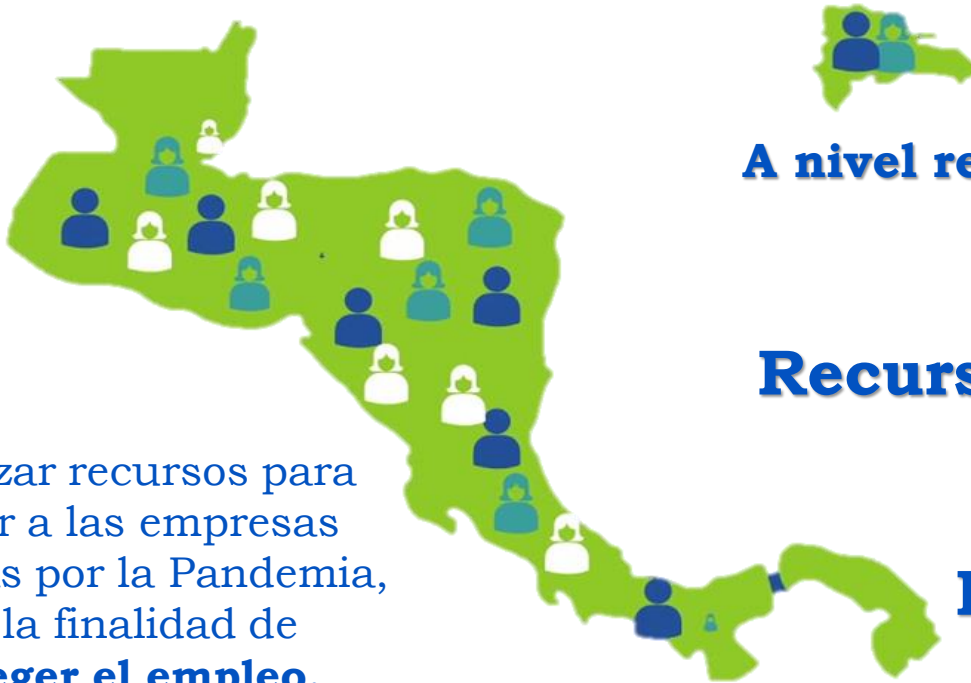 A nivel re
Recurs
zar recursos para
r a las empresas
s por la Pandemia,
la finalidad de
eger el empleo.